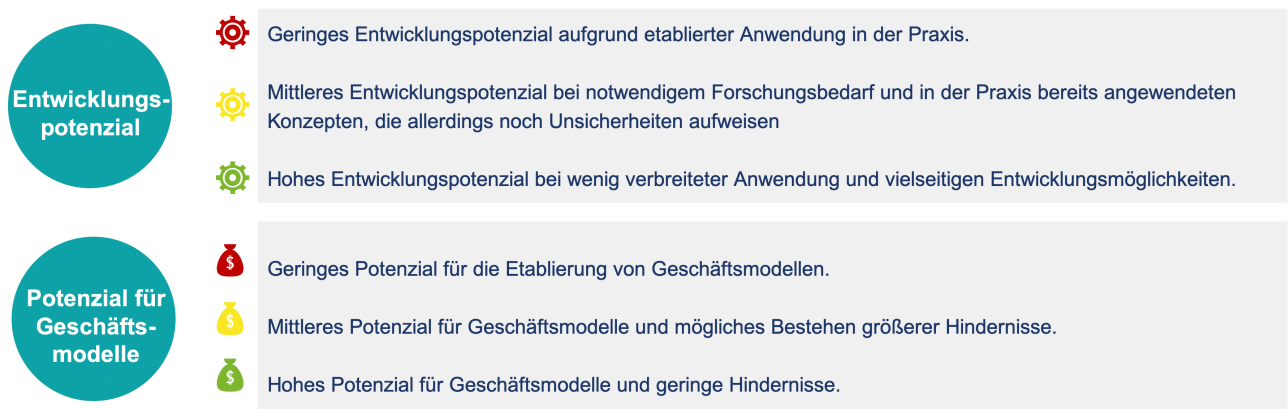 Entwicklungs-
potenzial
Geringes Entwicklungspotenzial aufgrund etablierter Anwendung in der Praxis.
Mittleres Entwicklungspotenzial bei notwendigem Forschungsbedarf und in der Praxis bereits angewendeten
Konzepten, die allerdings noch Unsicherheiten aufweisen
Hohes Entwicklungspotenzial bei wenig verbreiteter Anwendung und vielseitigen Entwicklungsmöglichkeiten.
Potenzial für
Geschäfts-
modelle
$
Geringes Potenzial für die Etablierung von Geschäftsmodellen.
$
Mittleres Potenzial für Geschäftsmodelle und mögliches Bestehen größerer Hindernisse.
$
Hohes Potenzial für Geschäftsmodelle und geringe Hindernisse.